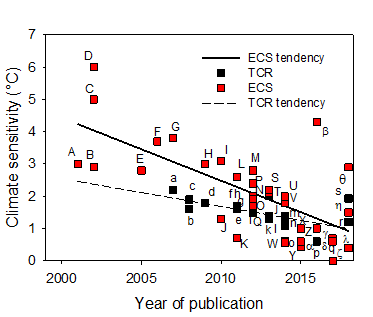 7
6
5
4
3
2
1
0
Climate sensitivity (°C)
2000
2005
2010
2015
Year of publication
ECS tendency
TCR
ECS
TCR tendency
A
B
C
D
E
F
G
H
I
J
K
L
M
P
N
O
Q
S
T
U
V
W
Y
Z
a
b
c
d
e
f
h
i
k
l
m
n
x
o
p
q
r
s
α
β
γ
δ
ζ
η
θ
λ